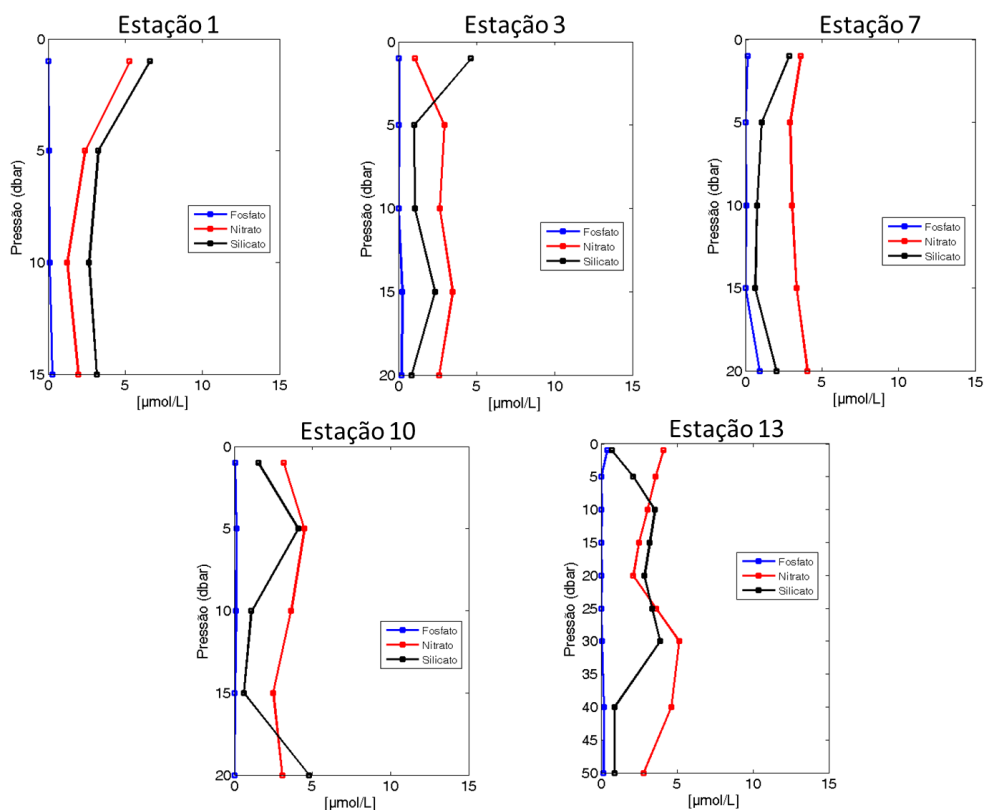 Estação 1
0
5
10
15
0
5
10
15
Pressão (dbar)
[µmol/L]
Fosfato
Nitrato
Silicato
Estação 3
0
5
10
15
20
0
5
10
15
Pressão (dbar)
[µmol/L]
Fosfato
Nitrato
Silicato
Estação 7
0
5
10
15
20
0
5
10
15
Pressão (dbar)
[µmol/L]
Fosfato
Nitrato
Silicato
Estação 10
0
5
10
15
20
0
5
10
15
Pressão (dbar)
[µmol/L]
Fosfato
Nitrato
Silicato
Estação 13
0
5
10
15
20
25
30
35
40
45
50
0
5
10
15
Pressão (dbar)
[µmol/L]
Fosfato
Nitrato
Silicato